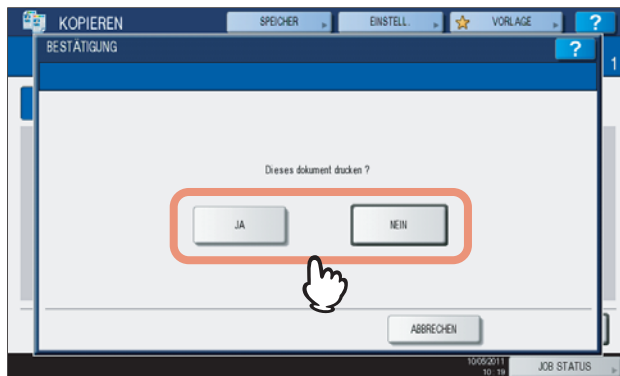 KOPIEREN SPEICHER EINSTELL. VORLAGE ?
BESTÄTIGUNG ?
1
Dieses dokument drucken ?
JA NEIN
ABBRECHEN
10/05/2011
10:19 JOB STATUS